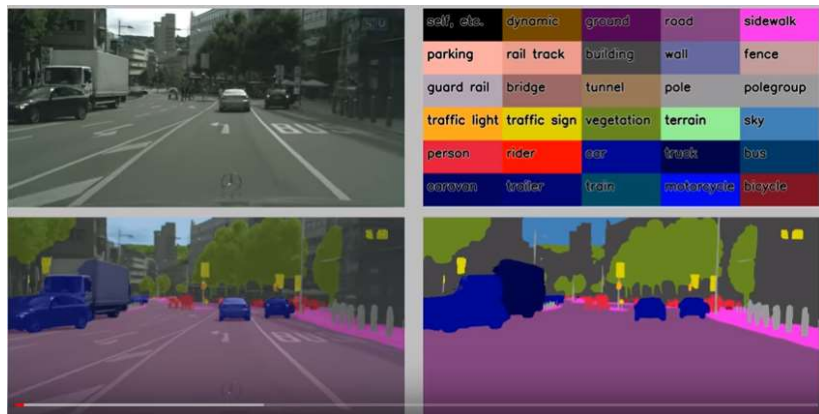 self, etc. dynamic ground road sidewalk
parking rail track building wall fence
guard rail bridge tunnel pole polegroup
traffic light traffic sign vegetation terrain sky
person rider car truck bus
caravan trailer train motorcycle bicycle
BUS